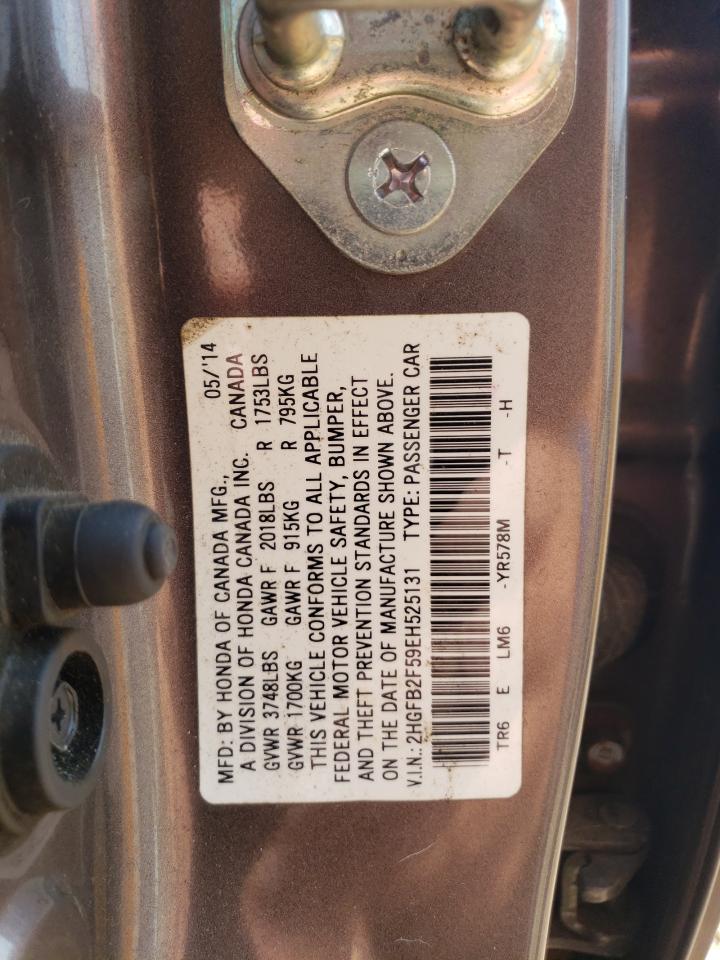 MFD: BY HONDA OF CANADA MFG., 05/'14
A DIVISION OF HONDA CANADA INC. CANADA
GVWR 3748LBS GAWR F 2018LBS R 1753LBS
GVWR 1700KG GAWR F 915KG R 795KG
THIS VEHICLE CONFORMS TO ALL APPLICABLE
FEDERAL MOTOR VEHICLE SAFETY, BUMPER,
AND THEFT PREVENTION STANDARDS IN EFFECT
ON THE DATE OF MANUFACTURE SHOWN ABOVE.
V.I.N.: 2HGFB2F59EH525131 TYPE: PASSENGER CAR
TR6 E LM6 -YR578M -T -H